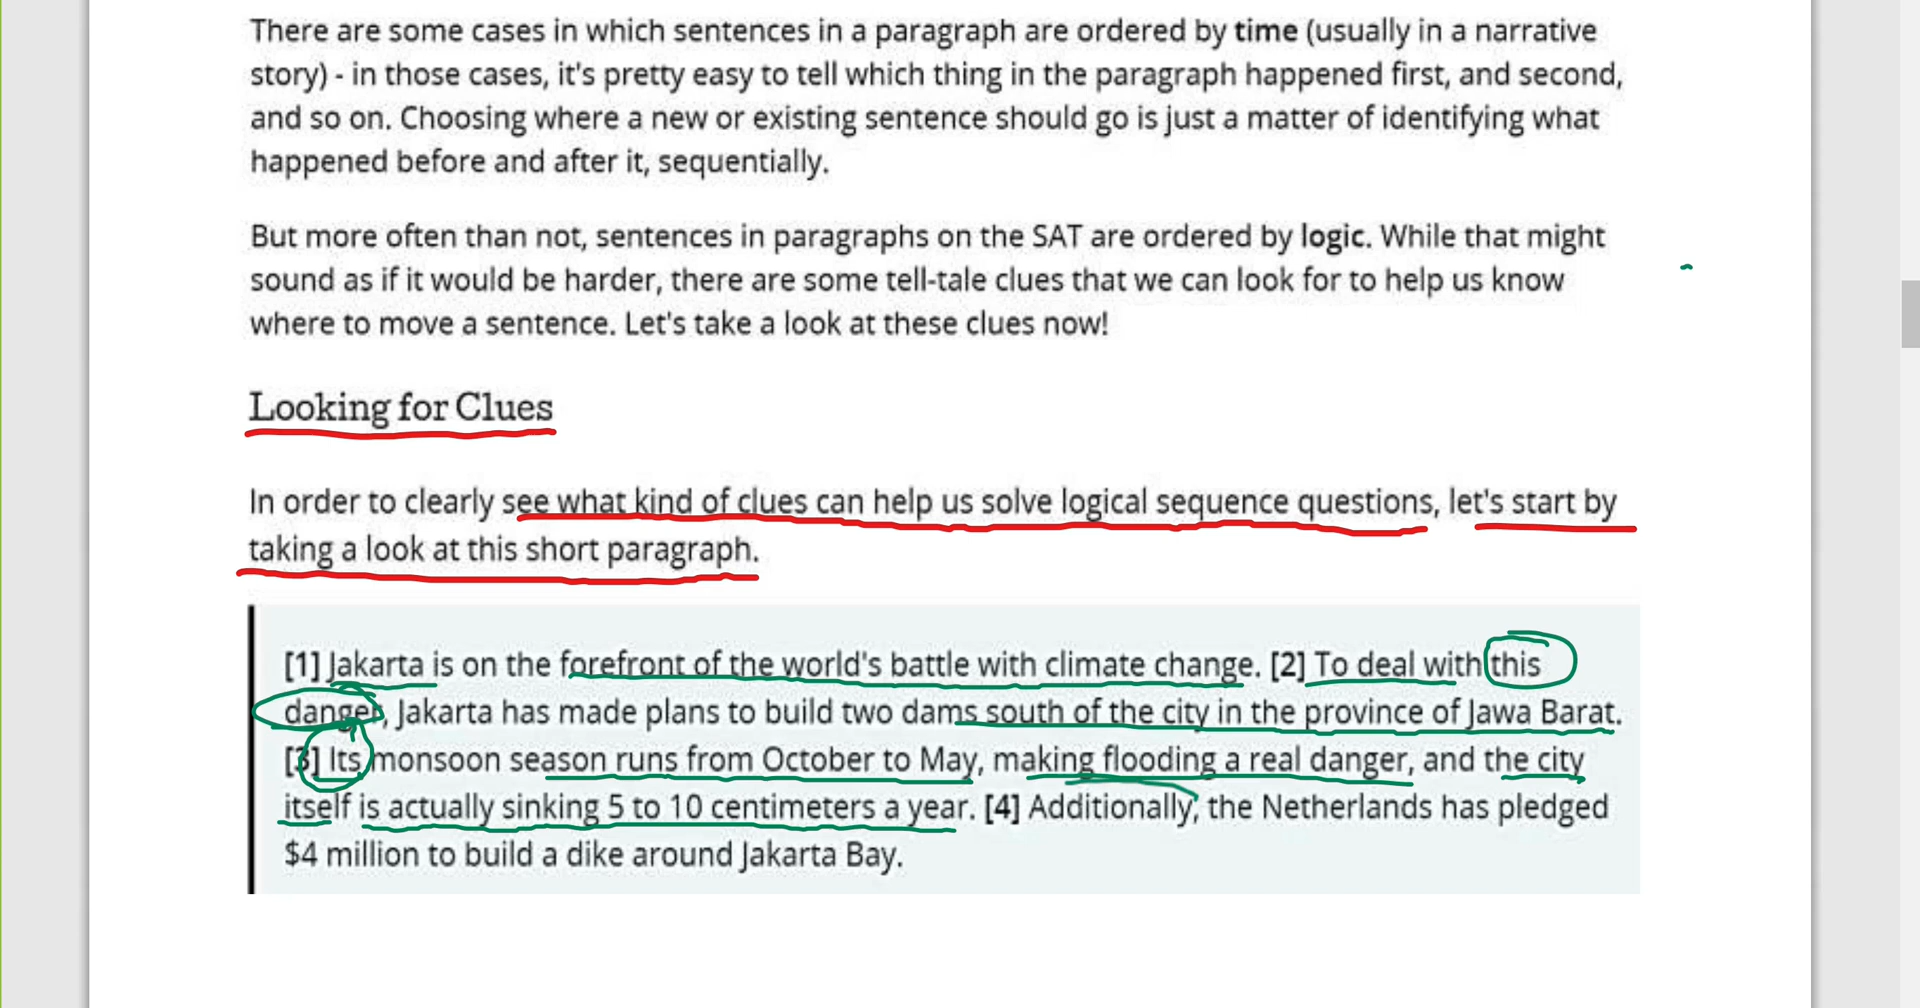 There are some cases in which sentences in a paragraph are ordered by time (usually in a narrative
story) - in those cases, it's pretty easy to tell which thing in the paragraph happened first, and second,
and so on. Choosing where a new or existing sentence should go is just a matter of identifying what
happened before and after it, sequentially.
But more often than not, sentences in paragraphs on the SAT are ordered by logic. While that might
sound as if it would be harder, there are some tell-tale clues that we can look for to help us know
where to move a sentence. Let's take a look at these clues now!
Looking for Clues
In order to clearly see what kind of clues can help us solve logical sequence questions, let's start by
taking a look at this short paragraph.
[1] Jakarta is on the forefront of the world's battle with climate change. [2] To deal with this
danger, Jakarta has made plans to build two dams south of the city in the province of Jawa Barat.
[3] Its monsoon season runs from October to May, making flooding a real danger, and the city
itself is actually sinking 5 to 10 centimeters a year. [4] Additionally, the Netherlands has pledged
$4 million to build a dike around Jakarta Bay.